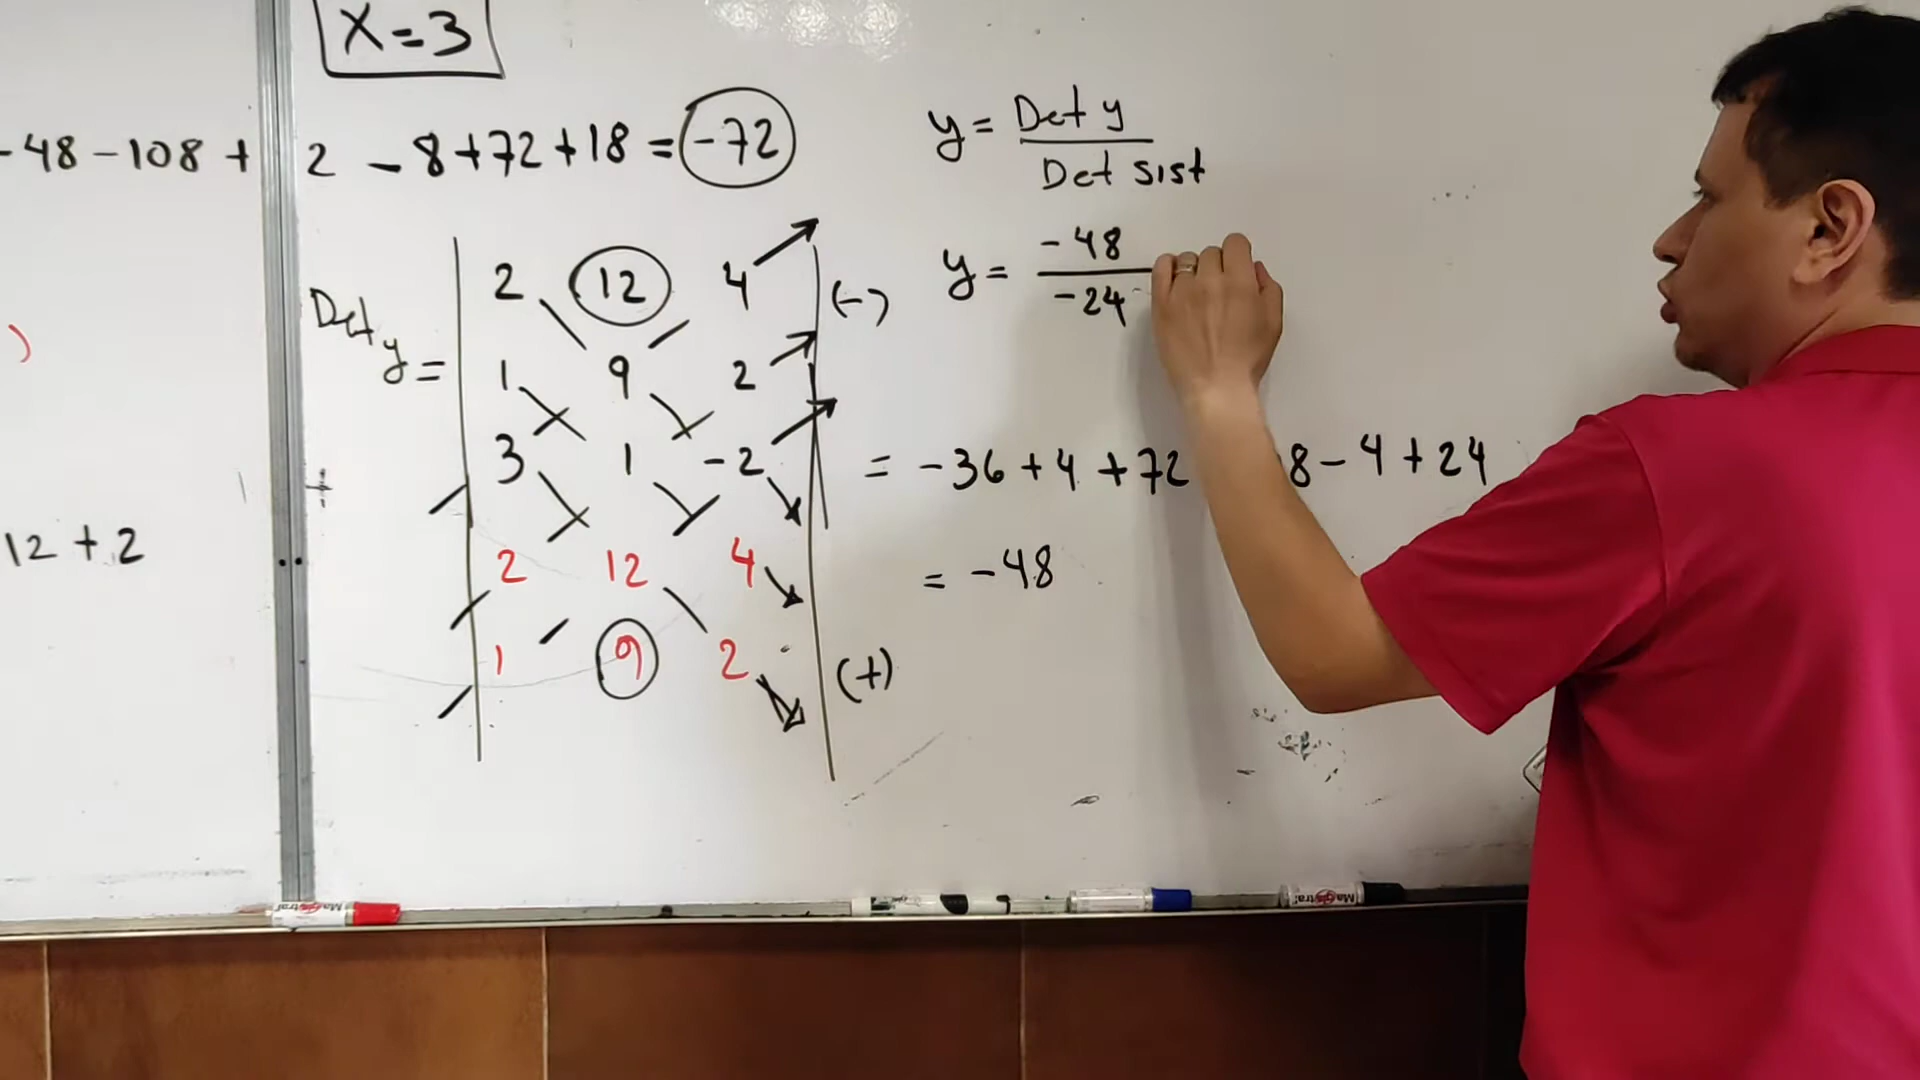 x=3
-48-108+2-8+72+18=-72
y= Det y
Det sist
y= -48
-24
Det y =
2 12 4
(-)
1 9 2
3 1 -2
= -36+4+72 8-4+24
2 12 4
= -48
1 9 2
(+)
12+2